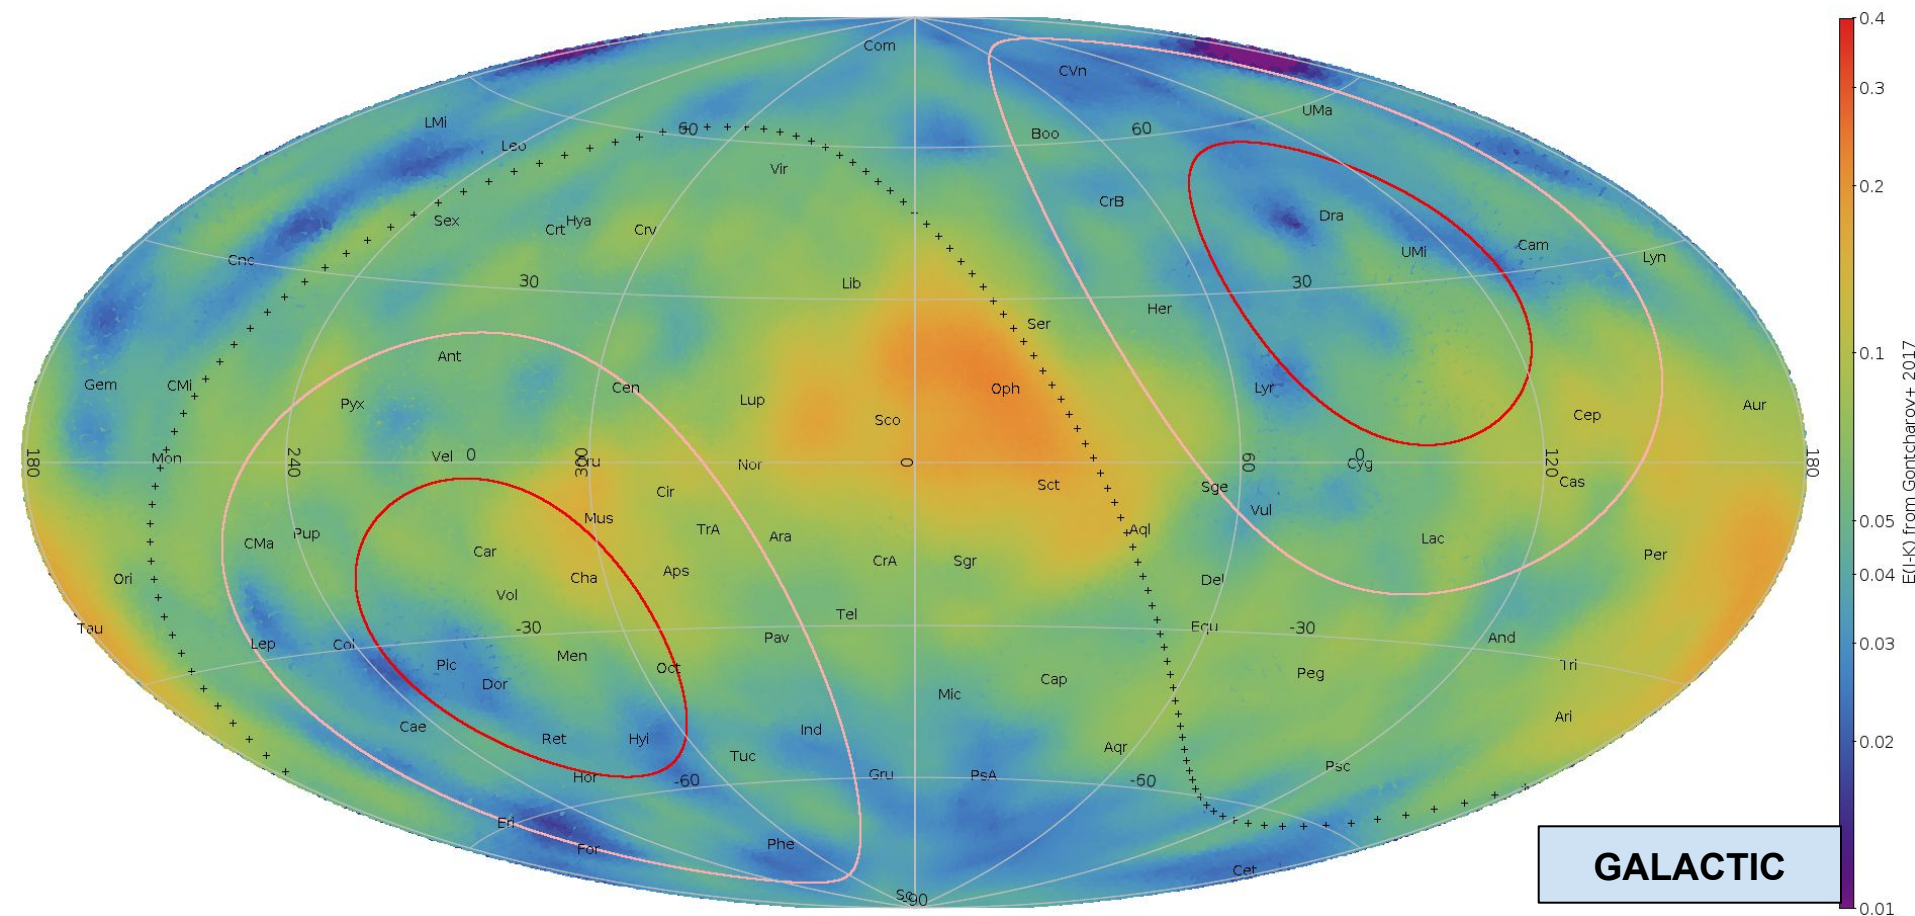 0.4
Com
CVn
0.3
UMa
LMi
60
60
Boo
Leo
Vir
0.2
CrB
Dra
Sex
Hya
Crt
Crv
Cam
UMi
Cnc
Lyn
30
Lib
30
Her
Ser
0.1
Ant
Gem
CMi
Cen
Oph
Lyr
Pyx
Lup
Aur
Cep
Sco
Mon
Vel
0
Nor
180
240
300
0
60
0
Cyg
120
180
Cir
Sct
Sge
Cas
Vul
Mus
0.05
TrA
Aql
Pup
Ara
CMa
Lac
Car
Per
CrA
Sgr
E(J-K) from Gontcharov+ 2017
Aps
0.04
Ori
Cha
Del
Vol
Tel
Tau
-30
Equ
-30
Pav
And
Lep
Col
0.03
Men
Pic
Oct
Tri
Peg
Dor
Cap
Mic
Ari
Cae
Ind
Ret
Hyi
0.02
Aqr
Tuc
Psc
Hor
-60
Gru
PsA
-60
Eri
Phe
For
GALACTIC
Cet
-90
0.01